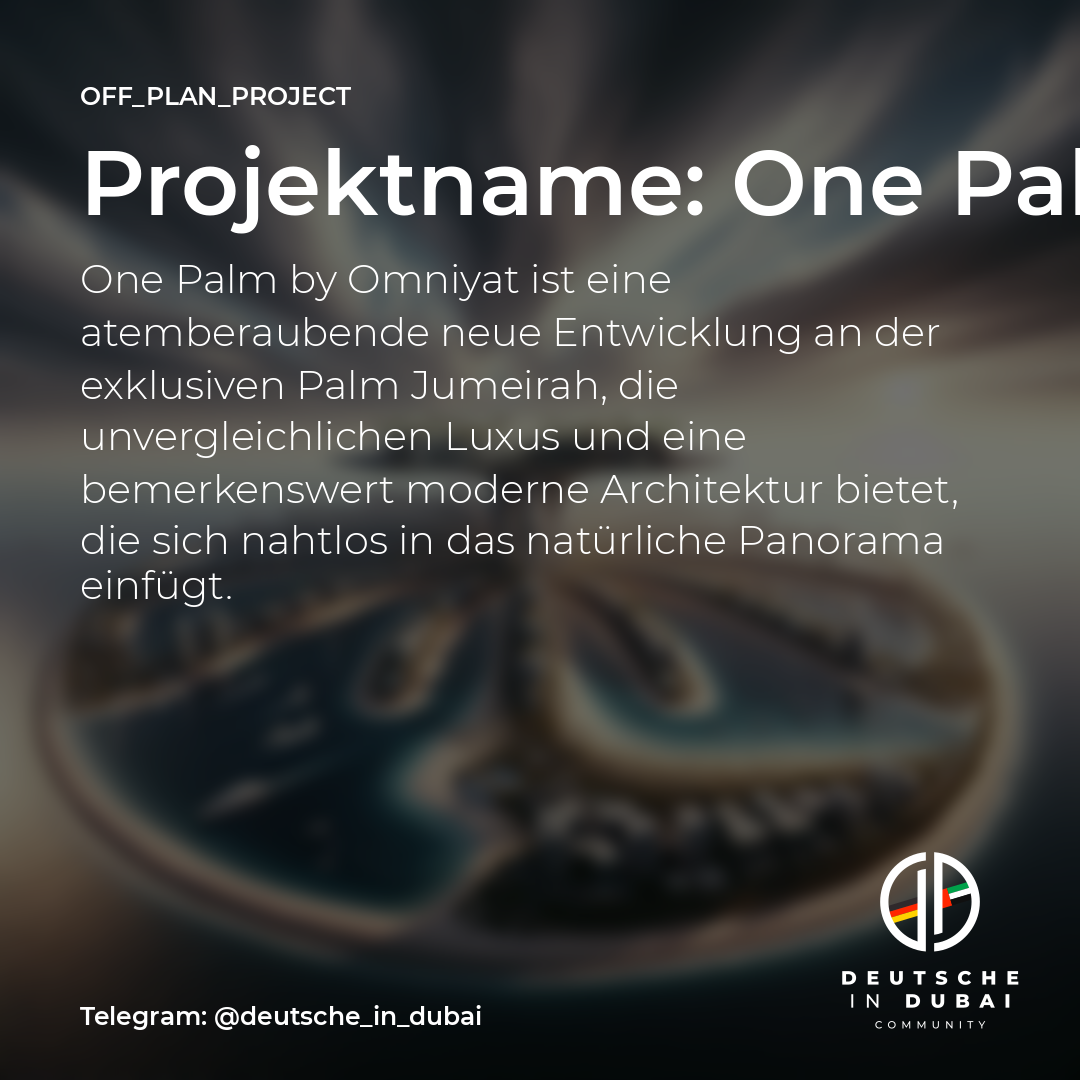 OFF_PLAN_PROJECT
Projektname: One Pal
One Palm by Omniyat ist eine
atemberaubende neue Entwicklung an der
exklusiven Palm Jumeirah, die
unvergleichlichen Luxus und eine
bemerkenswert moderne Architektur bietet,
die sich nahtlos in das natürliche Panorama
einfügt.
DEUTSCHE
IN DUBAI
COMMUNITY
Telegram: @deutsche_in_dubai